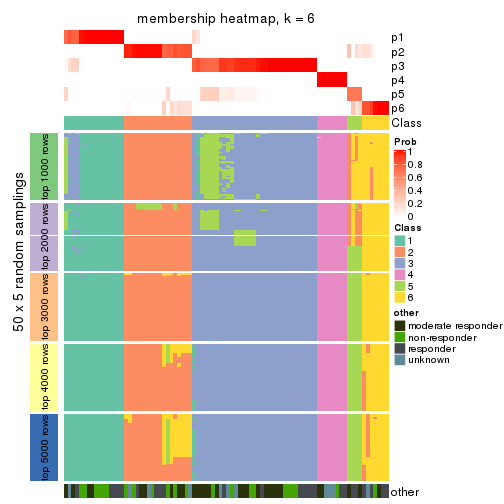 membership heatmap, k = 6
p1
p2
p3
p4
p5
p6
Class
50 x 5 random samplings
top 1000 rows
top 2000 rows
top 3000 rows
top 4000 rows
top 5000 rows
other
Prob
1
0.8
0.6
0.4
0.2
0
Class
1
2
3
4
5
6
other
moderate responder
non-responder
responder
unknown